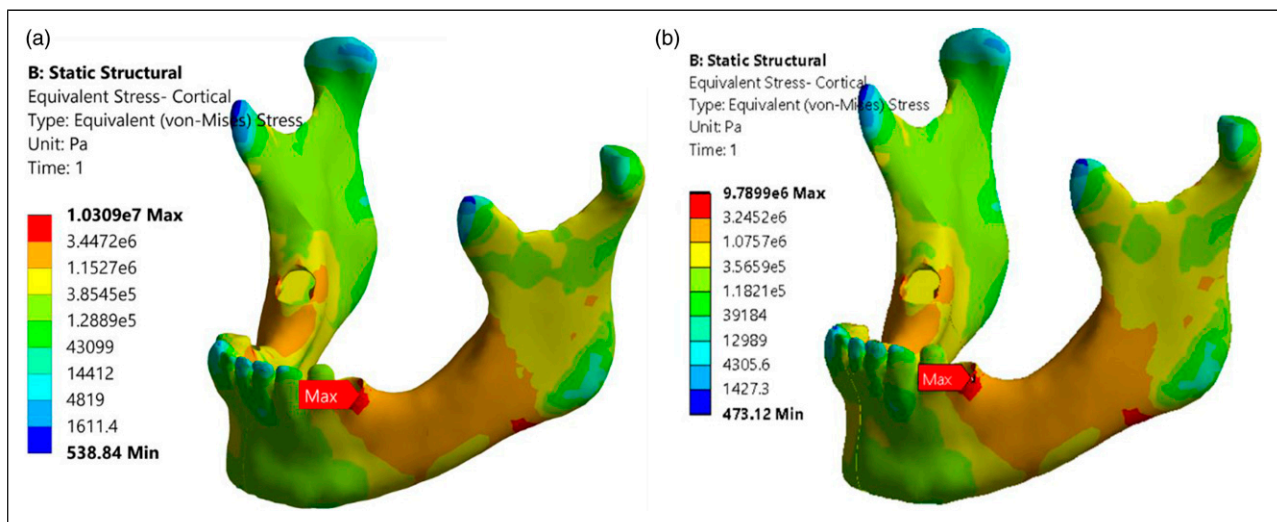 (a)
B: Static Structural
Equivalent Stress- Cortical
Type: Equivalent (von-Mises) Stress
Unit: Pa
Time: 1
1.0309e7 Max
3.4472e6
1.1527e6
3.8545e5
1.2889e5
43099
14412
4819
1611.4
538.84 Min
Max
(b)
B: Static Structural
Equivalent Stress- Cortical
Type: Equivalent (von-Mises) Stress
Unit: Pa
Time: 1
9.7899e6 Max
3.2452e6
1.0757e6
3.5659e5
1.1821e5
39184
12989
4305.6
1427.3
473.12 Min
Max